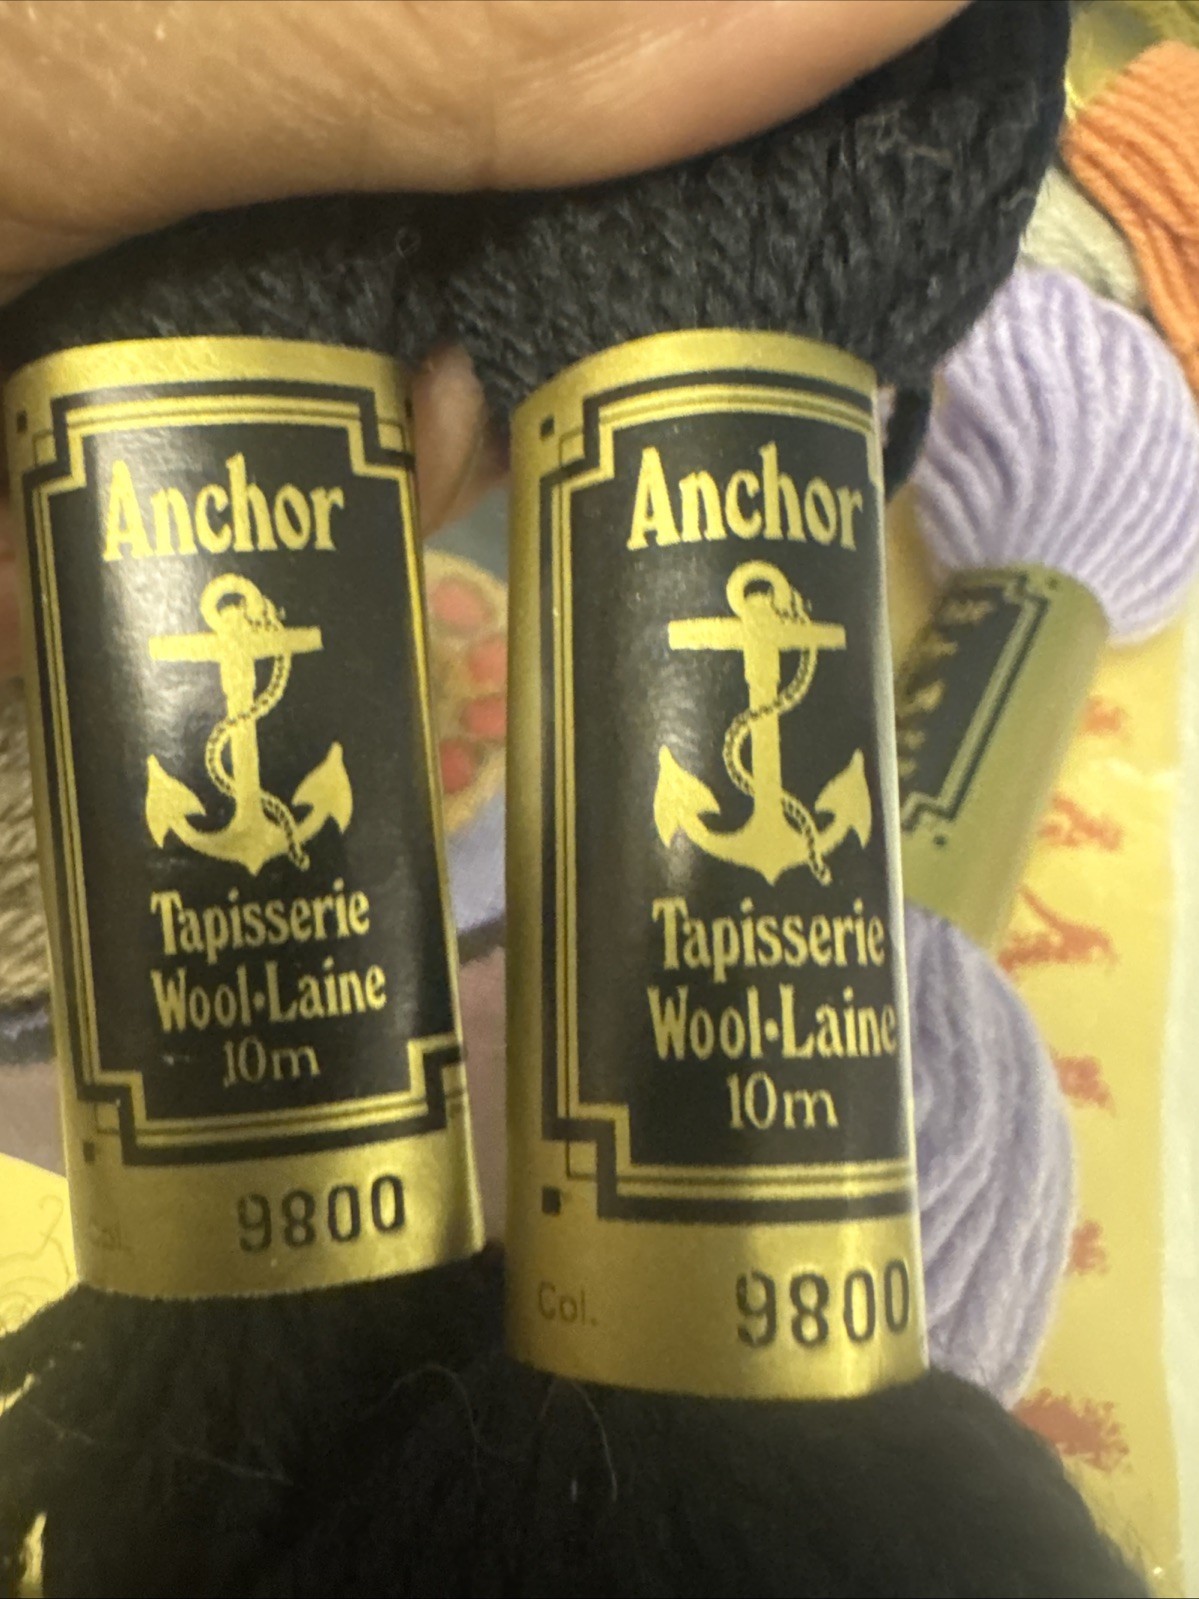 Anchor
Tapisserie
Wool•Laine
10m
Col. 9800
Anchor
Tapisserie
Wool•Laine
10m
Col. 9800